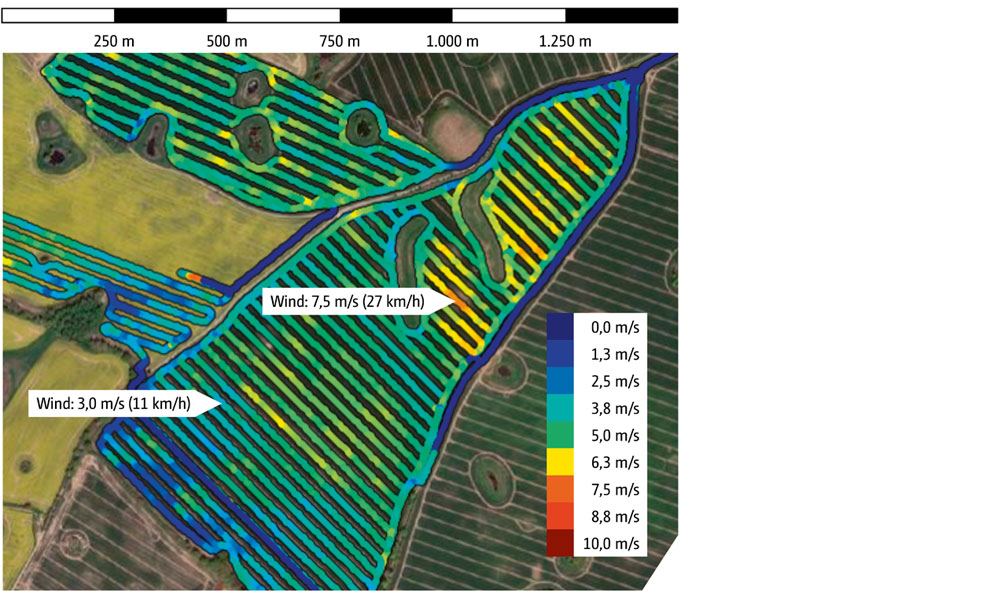 250 m 500 m 750 m 1.000 m 1.250 m
Wind: 7,5 m/s (27 km/h)
Wind: 3,0 m/s (11 km/h)
0,0 m/s
1,3 m/s
2,5 m/s
3,8 m/s
5,0 m/s
6,3 m/s
7,5 m/s
8,8 m/s
10,0 m/s